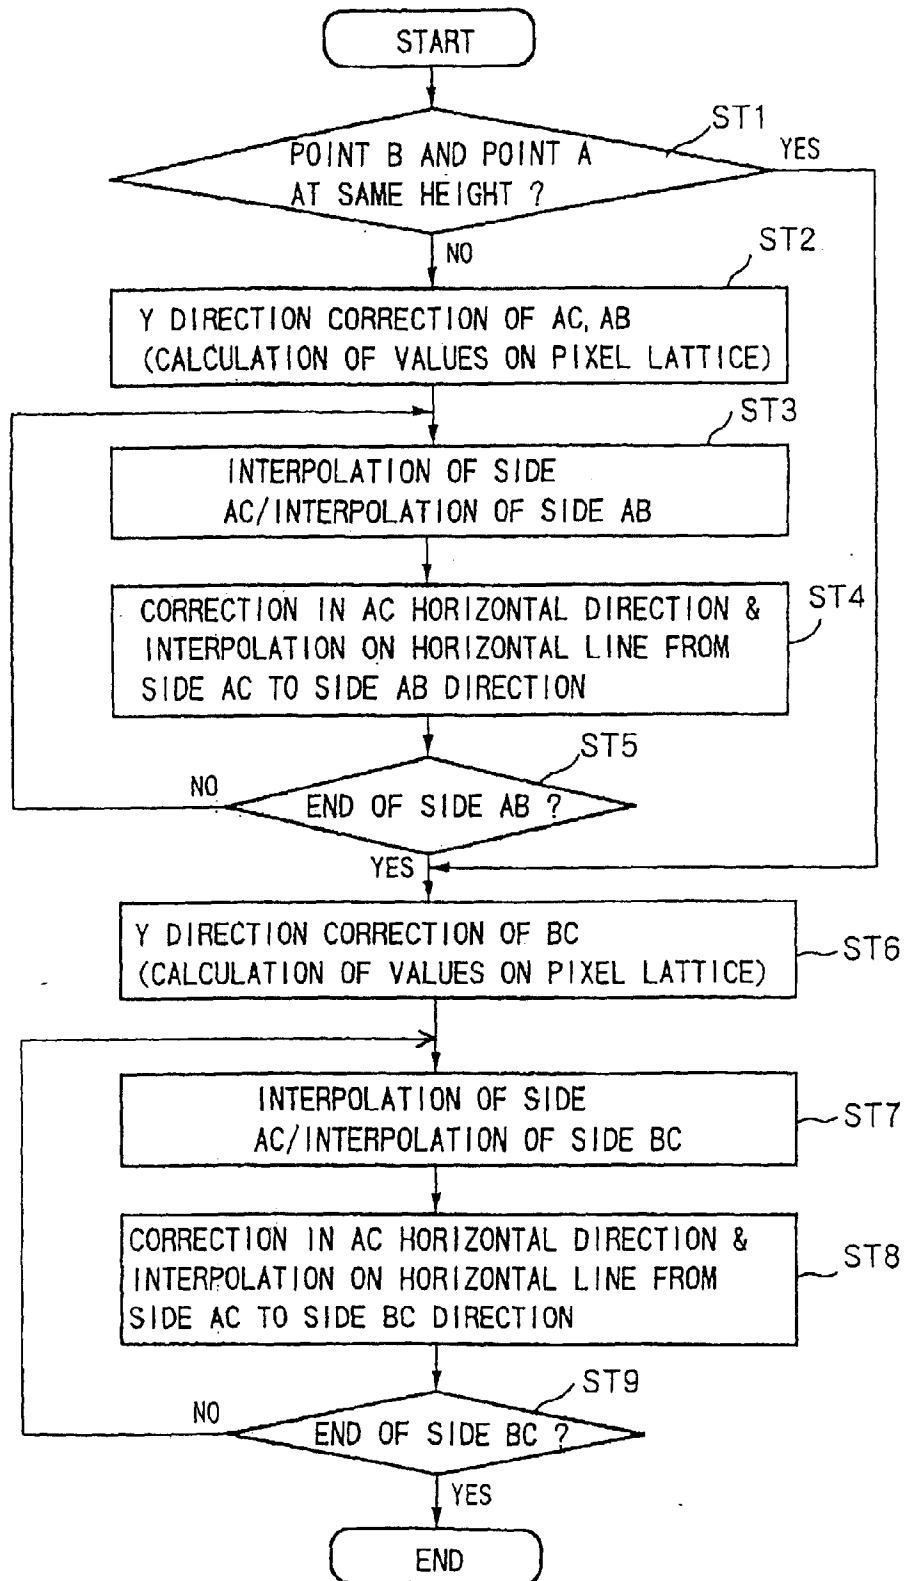 START
ST1
POINT B AND POINT A
AT SAME HEIGHT ?
YES
NO
ST2
Y DIRECTION CORRECTION OF AC, AB
(CALCULATION OF VALUES ON PIXEL LATTICE)
ST3
INTERPOLATION OF SIDE
AC/INTERPOLATION OF SIDE AB
ST4
CORRECTION IN AC HORIZONTAL DIRECTION &
INTERPOLATION ON HORIZONTAL LINE FROM
SIDE AC TO SIDE AB DIRECTION
ST5
NO
END OF SIDE AB ?
YES
Y DIRECTION CORRECTION OF BC
(CALCULATION OF VALUES ON PIXEL LATTICE)
ST6
INTERPOLATION OF SIDE
AC/INTERPOLATION OF SIDE BC
ST7
CORRECTION IN AC HORIZONTAL DIRECTION &
INTERPOLATION ON HORIZONTAL LINE FROM
SIDE AC TO SIDE BC DIRECTION
ST8
ST9
NO
END OF SIDE BC ?
YES
END